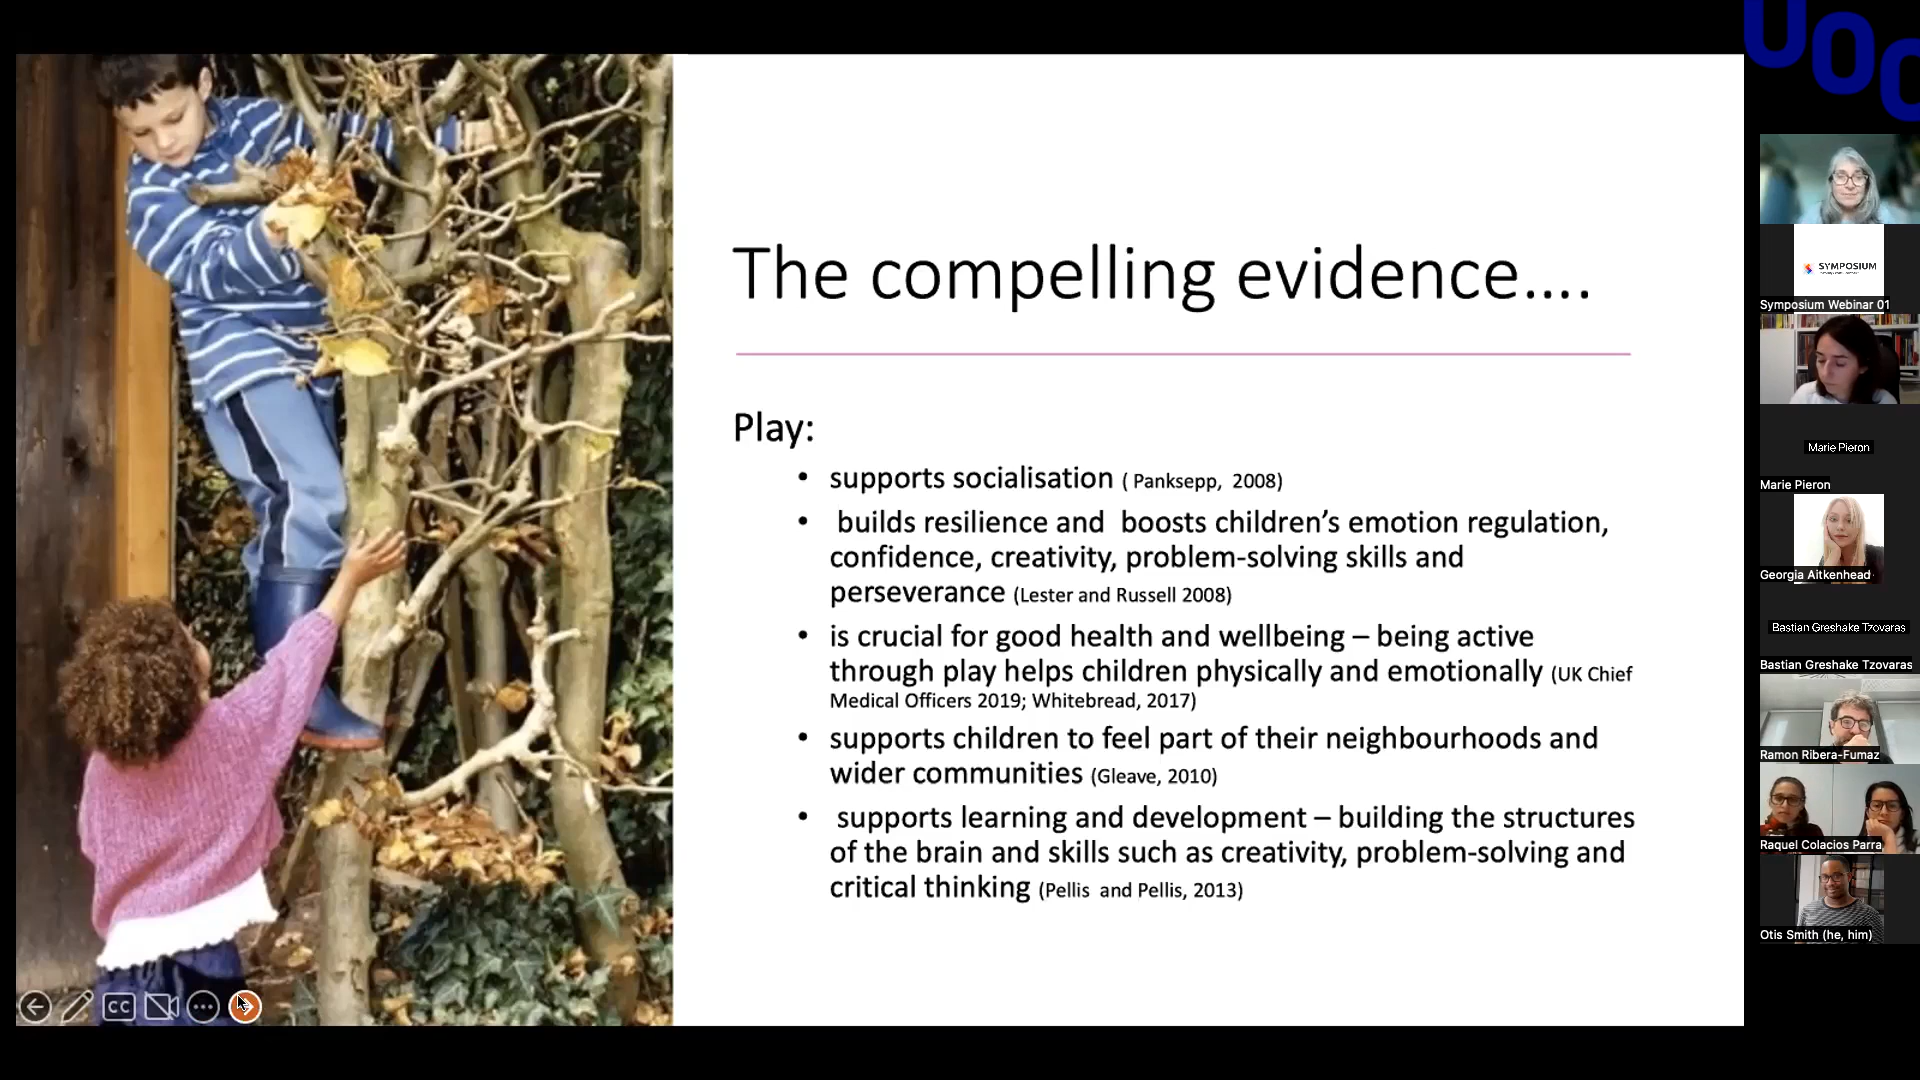 The compelling evidence....
Play:
• supports socialisation ( Panksepp, 2008)
• builds resilience and boosts children’s emotion regulation,
confidence, creativity, problem-solving skills and
perseverance (Lester and Russell 2008)
• is crucial for good health and wellbeing – being active
through play helps children physically and emotionally (UK Chief
Medical Officers 2019; Whitebread, 2017)
• supports children to feel part of their neighbourhoods and
wider communities (Gleave, 2010)
• supports learning and development – building the structures
of the brain and skills such as creativity, problem-solving and
critical thinking (Pellis and Pellis, 2013)
CC
UOC
SYMPOSIUM
Symposium Webinar 01
Marie Pieron
Marie Pieron
Georgia Aitkenhead
Bastian Greshake Tzovaras
Bastian Greshake Tzovaras
Ramon Ribera-Fumaz
Raquel Colacios Parra
Otis Smith (he, him)